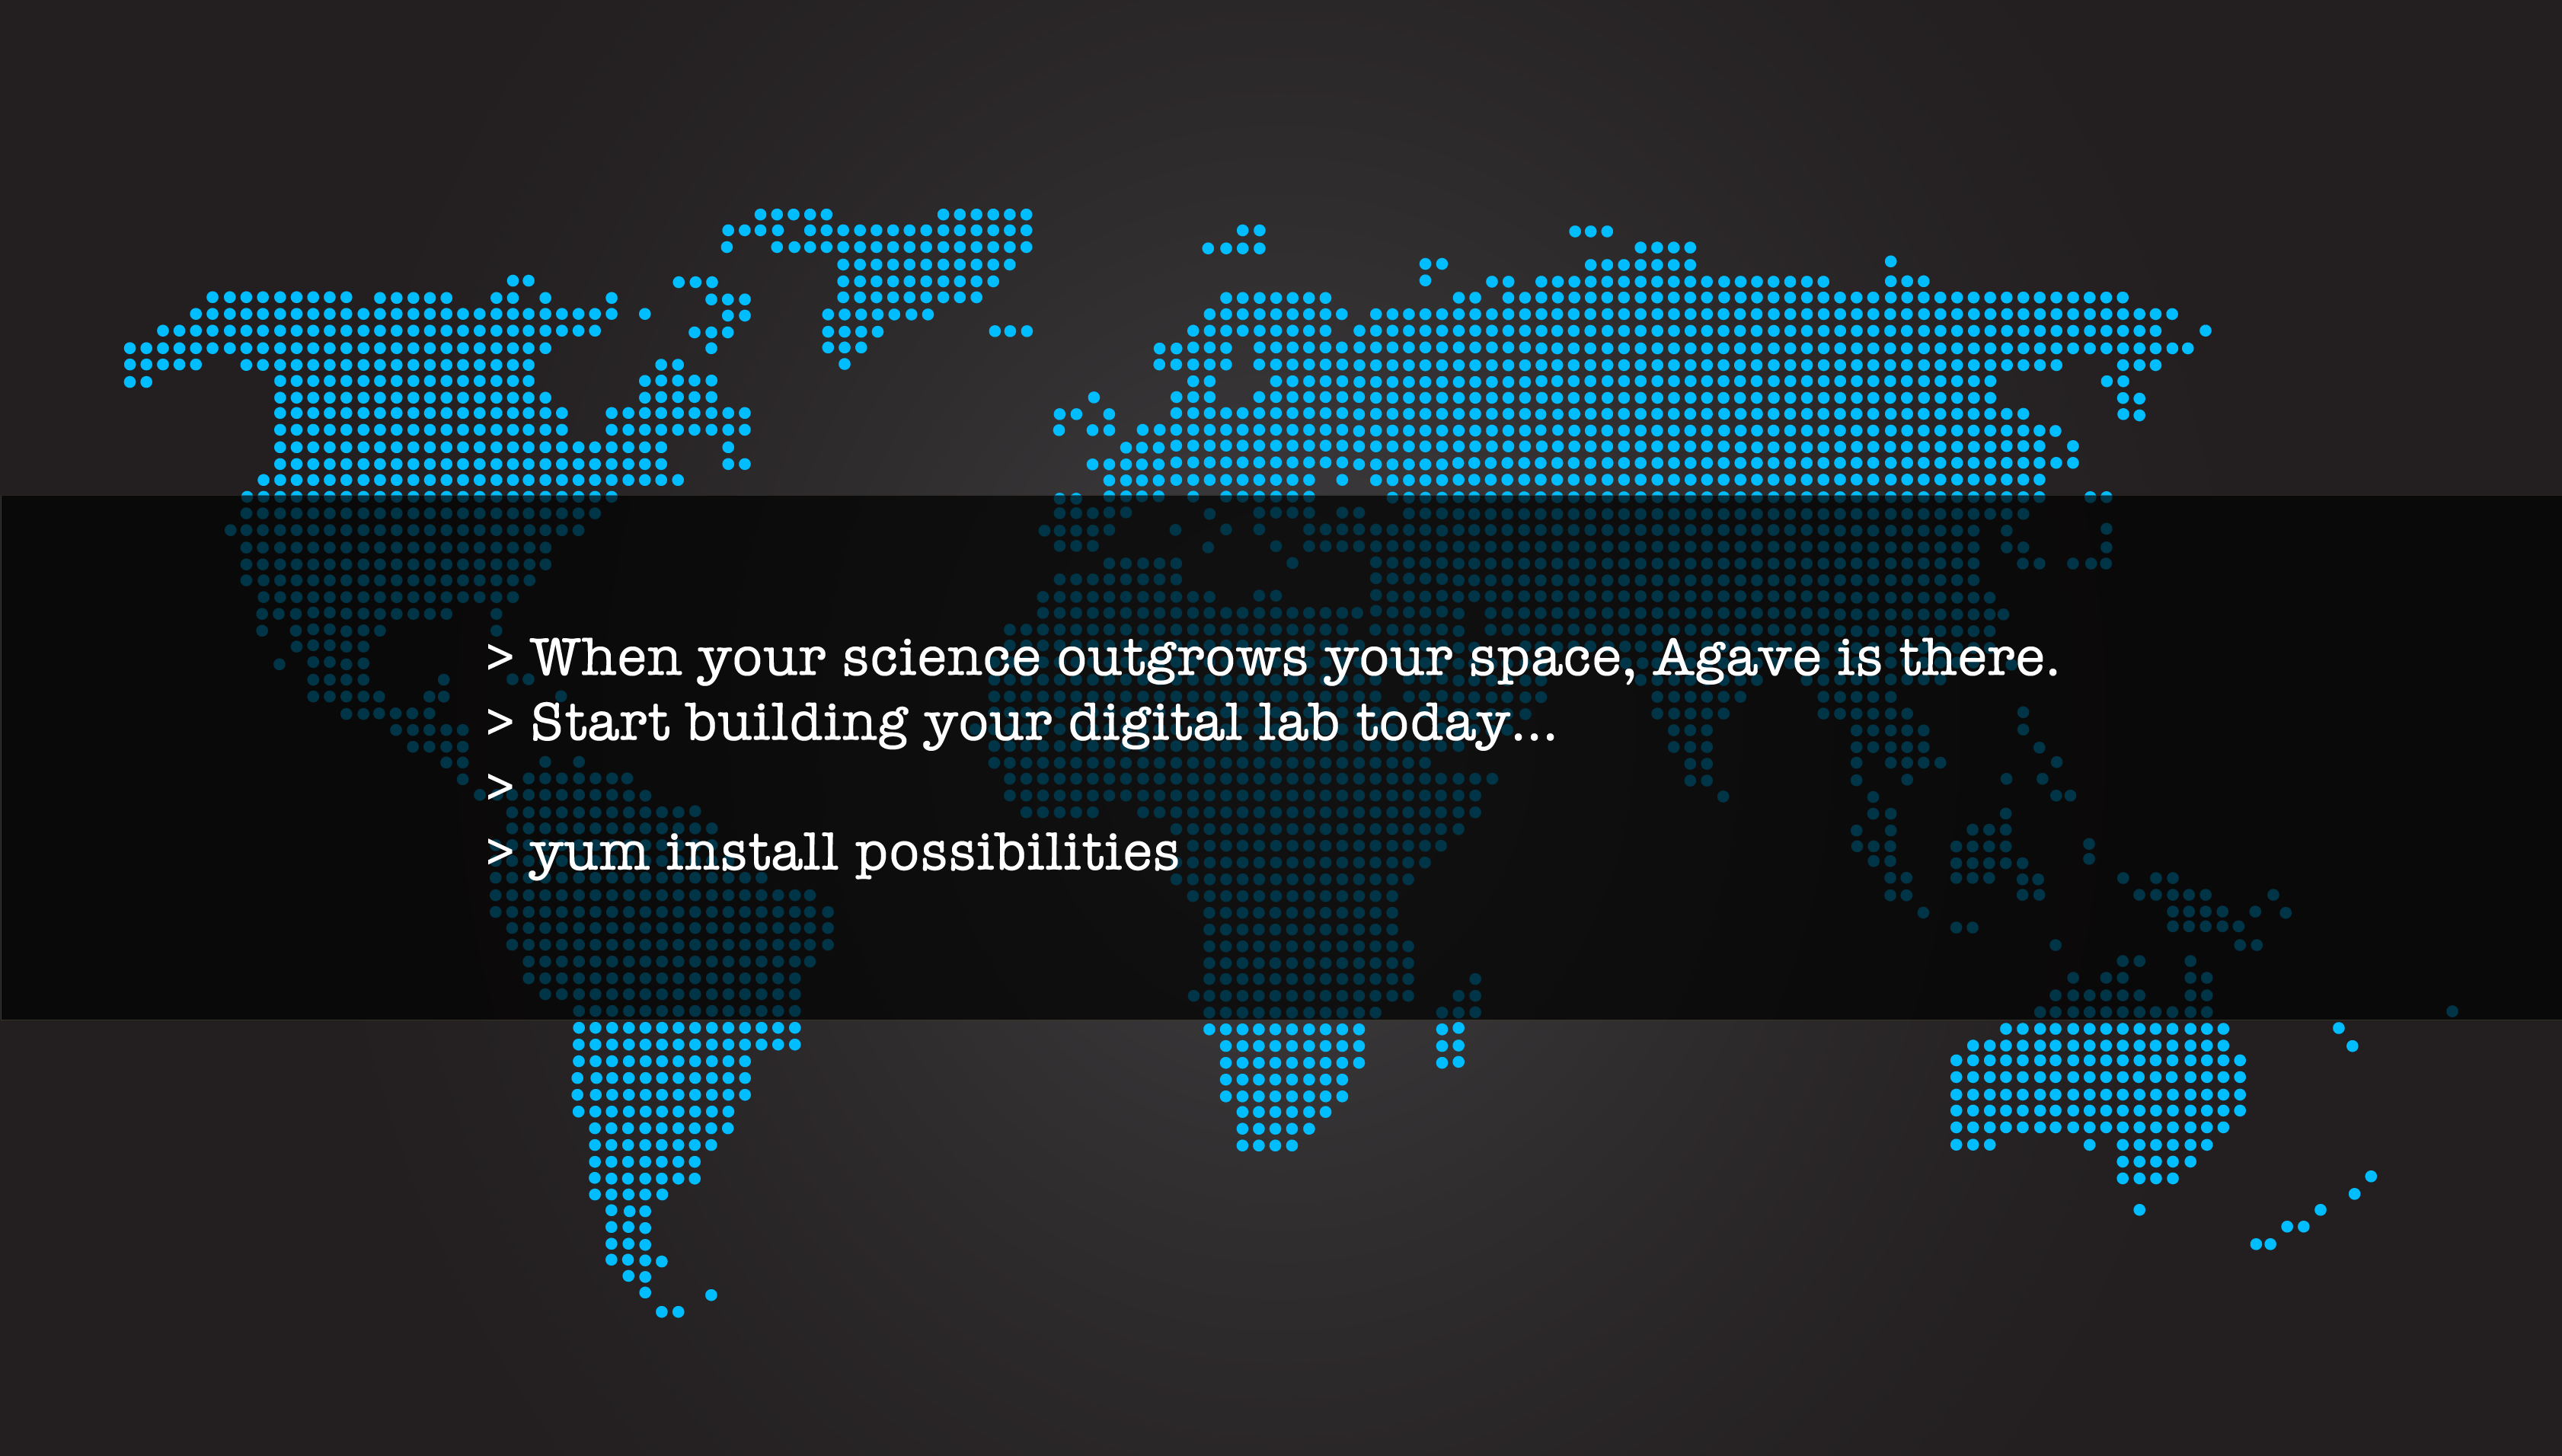 > When your science outgrows your space, Agave is there.
> Start building your digital lab today...
>
> yum install possibilities